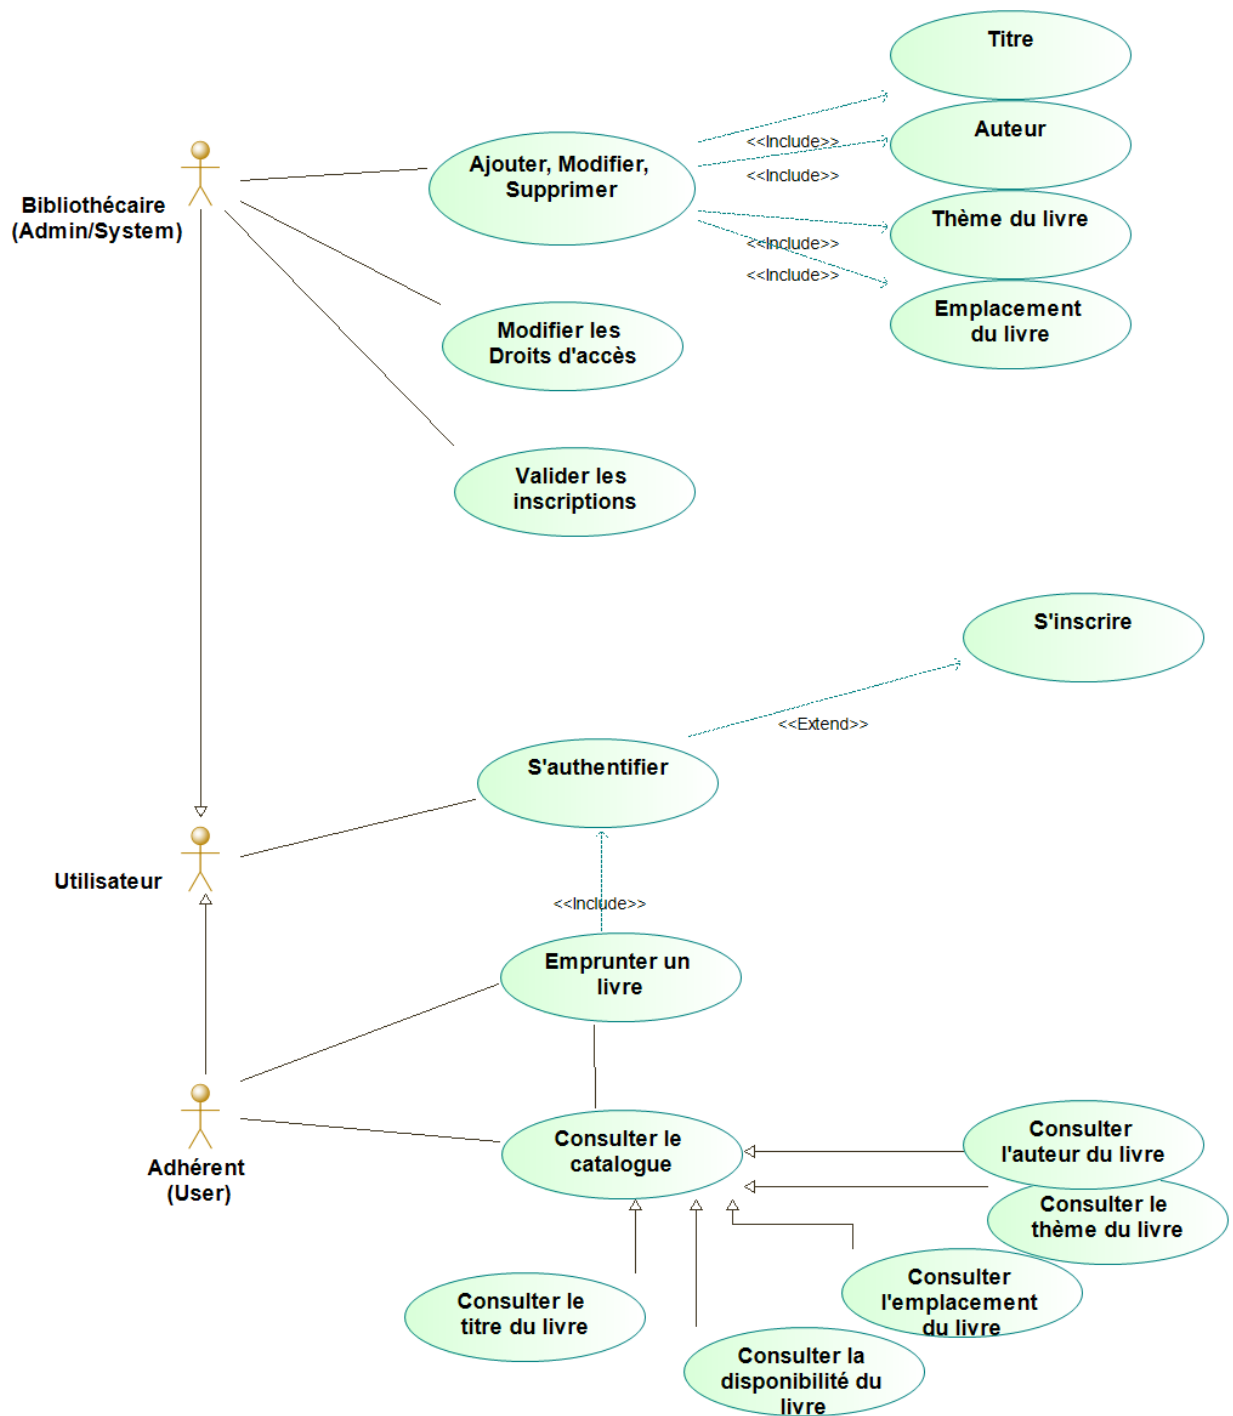 Titre
<<Include>>
Auteur
Ajouter, Modifier,
Supprimer
<<Include>>
Bibliothécaire
(Admin/System)
Thème du livre
<<Include>>
<<Include>>
Emplacement
du livre
Modifier les
Droits d'accès
Valider les
inscriptions
S'inscrire
<<Extend>>
S'authentifier
Utilisateur
<<Include>>
Emprunter un
livre
Adhérent
(User)
Consulter le
catalogue
Consulter
l'auteur du livre
Consulter le
thème du livre
Consulter
l'emplacement
du livre
Consulter le
titre du livre
Consulter la
disponibilité du
livre